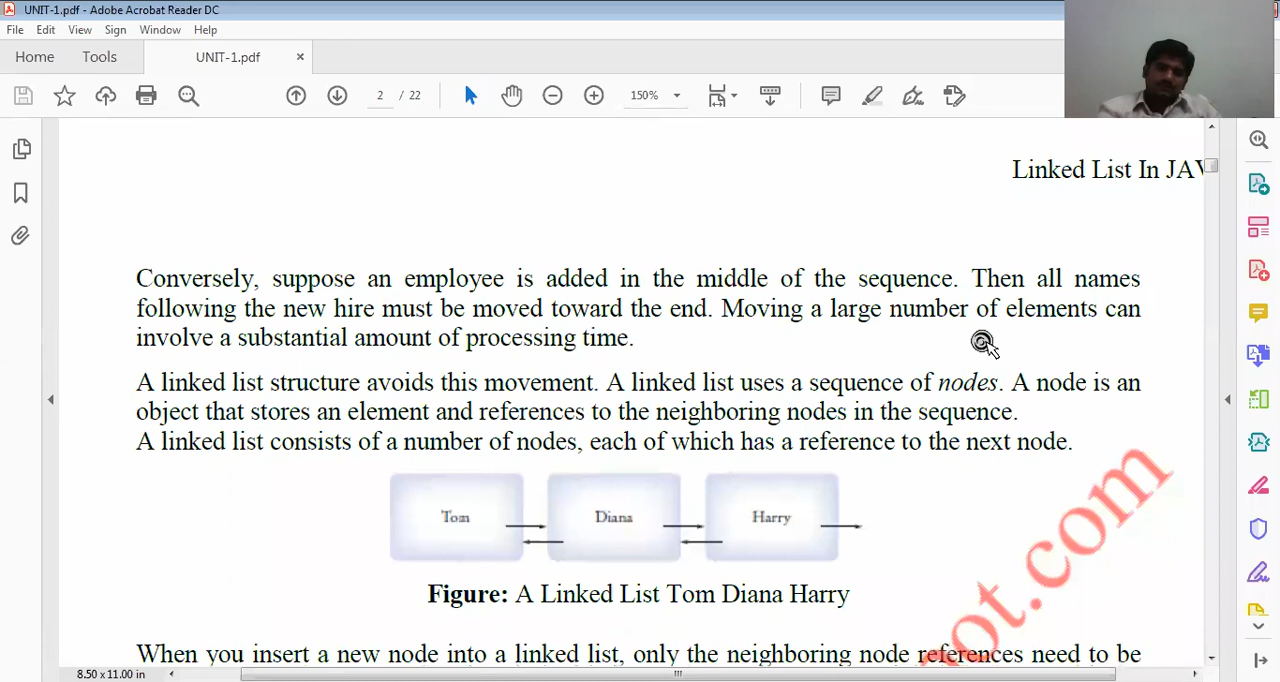 UNIT-1.pdf - Adobe Acrobat Reader DC
File Edit View Sign Window Help
Home Tools UNIT-1.pdf ×
2 / 22 150%
Linked List In JAV
Conversely, suppose an employee is added in the middle of the sequence. Then all names
following the new hire must be moved toward the end. Moving a large number of elements can
involve a substantial amount of processing time.
A linked list structure avoids this movement. A linked list uses a sequence of nodes. A node is an
object that stores an element and references to the neighboring nodes in the sequence.
A linked list consists of a number of nodes, each of which has a reference to the next node.
Tom Diana Harry
Figure: A Linked List Tom Diana Harry
not.com
When you insert a new node into a linked list, only the neighboring node references need to be
8.50 x 11.00 in